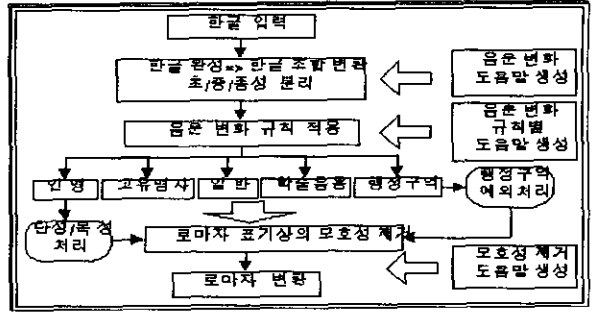 한글 입력
한글 완성=> 한글 조합 변환
초/중/종성 분리
음운 변화
도움말 생성
음운 변화 규칙 적용
음운 변화
규칙별
도움말 생성
인명
고유명사
일반
학술응용
행정구역
행정구역
예외처리
단성/복성
처리
로마자 표기상의 모호성 제거
로마자 변환
모호성 제거
도움말 생성